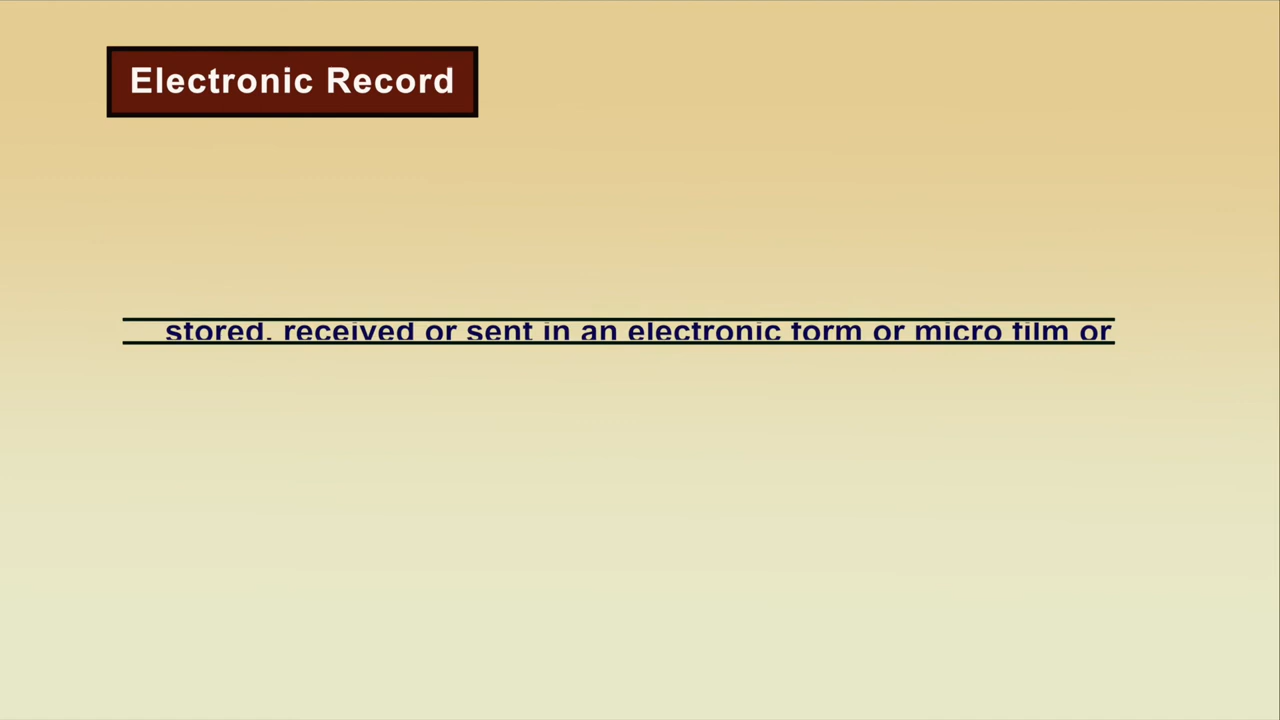 Electronic Record
stored, received or sent in an electronic form or micro film or